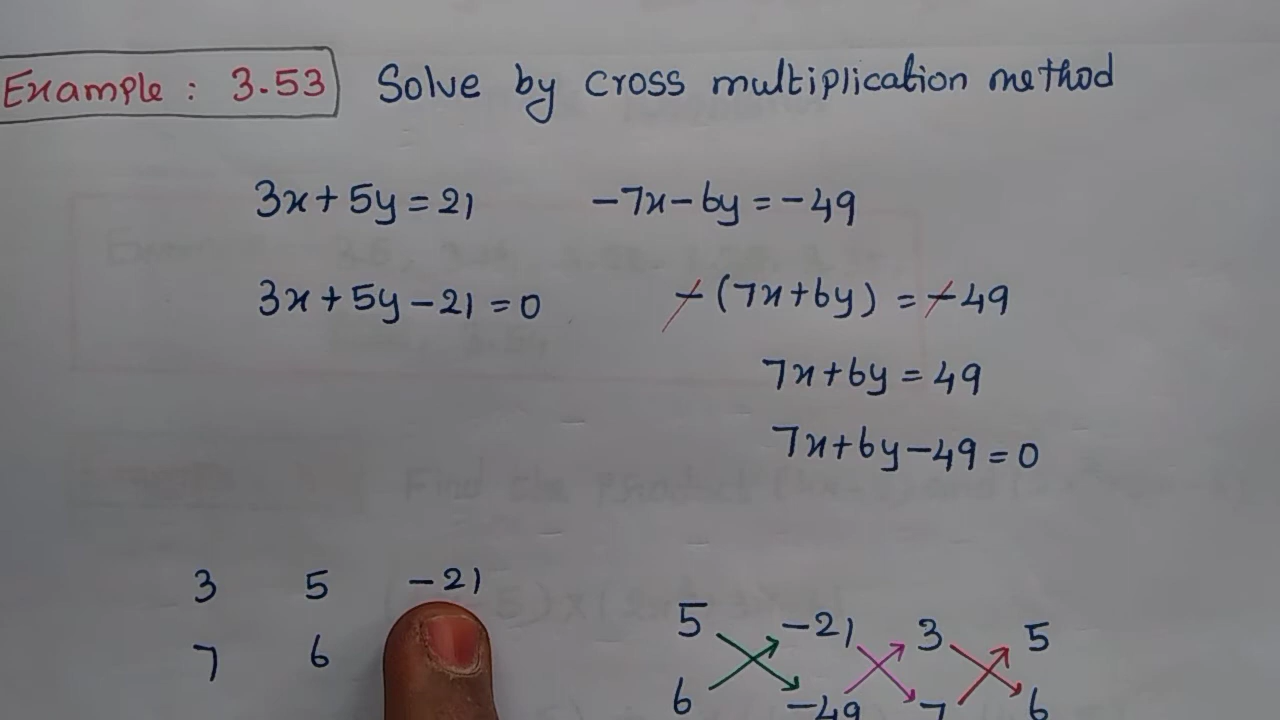 Example : 3.53 Solve by cross multiplication method
3x+5y=21 -7x-6y=-49
3x+5y-21=0 -(7x+6y)=-49
7x+6y=49
7x+6y-49=0
3 5 -21
7 6
5 -21 3 5
6 -49 7 6